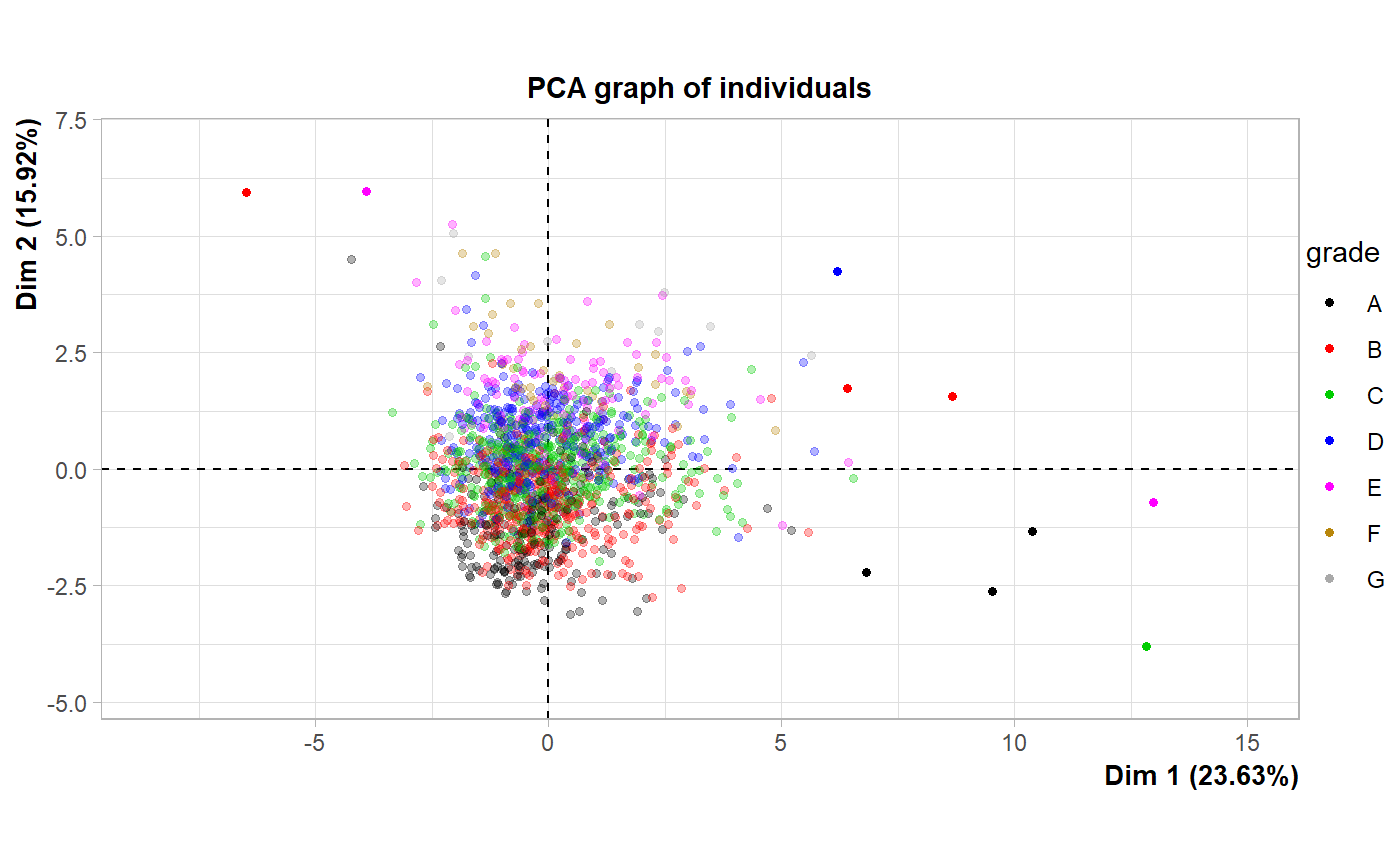 PCA graph of individuals
Dim 2 (15.92%)
7.5
5.0
2.5
0.0
-2.5
-5.0
-5
0
5
10
15
Dim 1 (23.63%)
grade
A
B
C
D
E
F
G